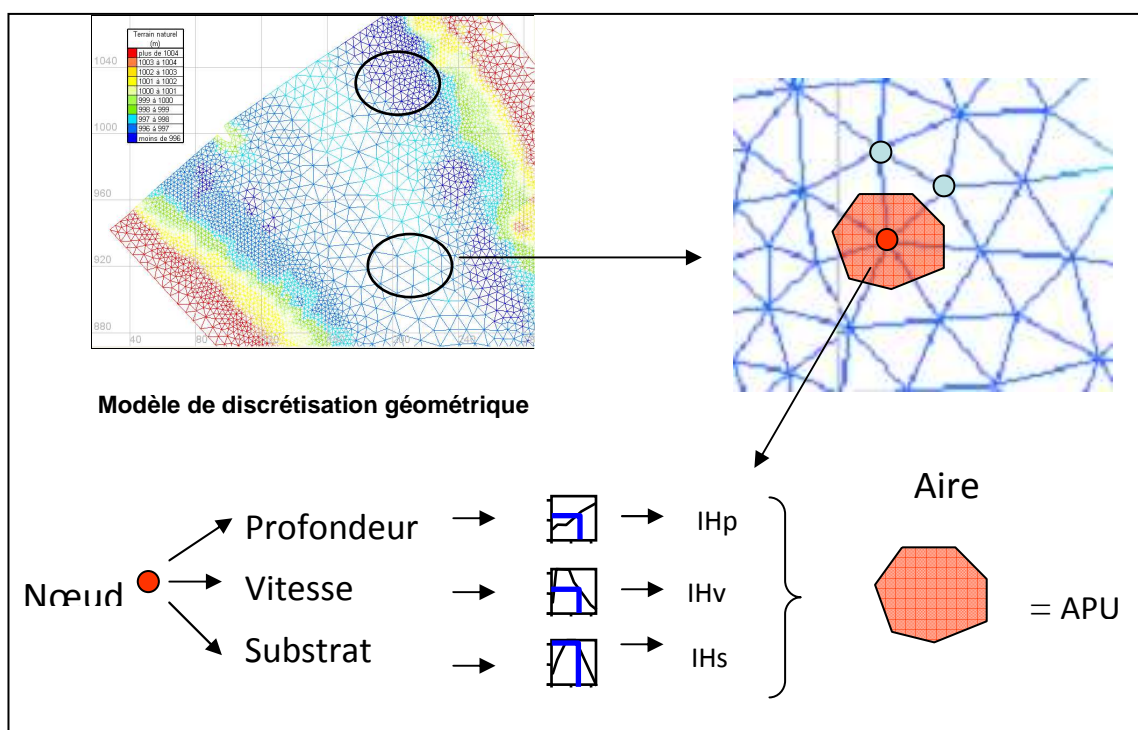 Terrain naturel
(m)
plus de 1004
1003 à 1004
1002 à 1003
1001 à 1002
1000 à 1001
999 à 1000
998 à 999
997 à 998
996 à 997
moins de 996
1040
1000
960
920
880
40
80
200
240
Modèle de discrétisation géométrique
Aire
Profondeur
IHp
Nœud
Vitesse
IHv
= APU
Substrat
IHs